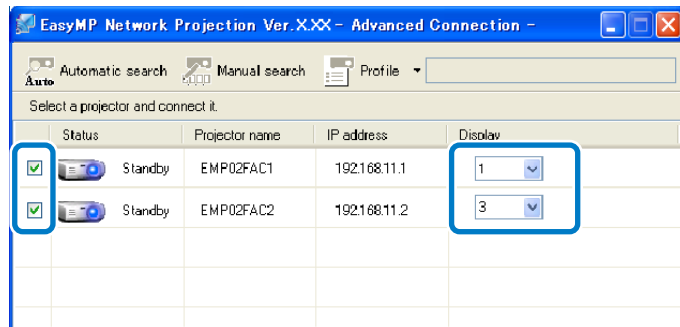 EasyMP Network Projection Ver.X.XX - Advanced Connection -
Auto Automatic search Manual search Profile
Select a projector and connect it.
Status Projector name IP address Display
Standby EMP02FAC1 192.168.11.1 1
Standby EMP02FAC2 192.168.11.2 3